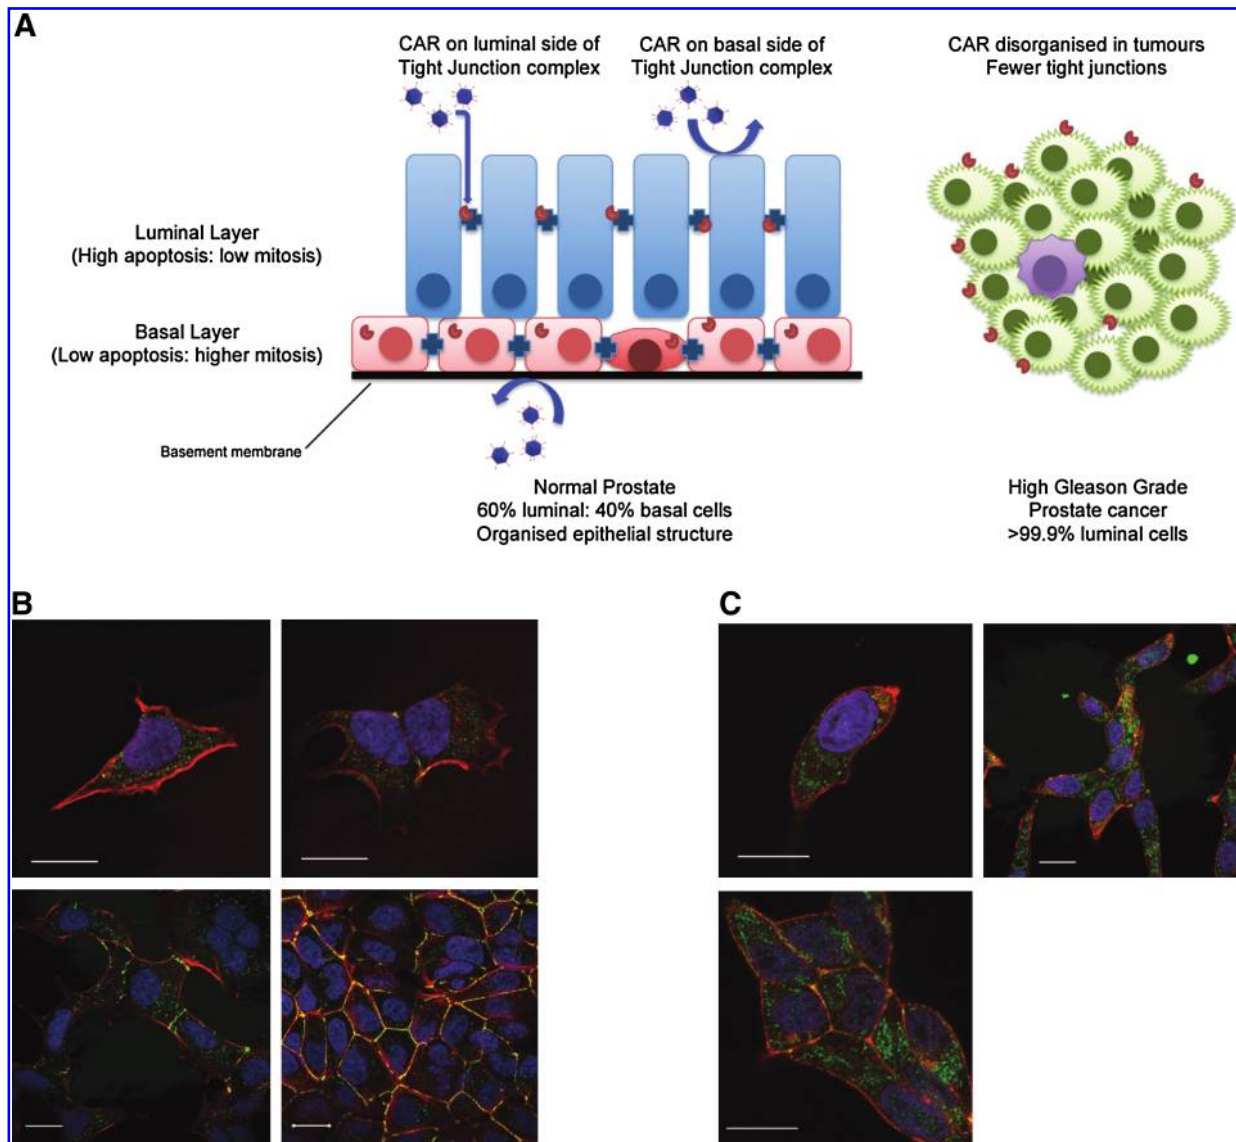 A
CAR on luminal side of
Tight Junction complex
CAR on basal side of
Tight Junction complex
CAR disorganised in tumours
Fewer tight junctions
Luminal Layer
(High apoptosis: low mitosis)
Basal Layer
(Low apoptosis: higher mitosis)
Basement membrane
Normal Prostate
60% luminal: 40% basal cells
Organised epithelial structure
High Gleason Grade
Prostate cancer
>99.9% luminal cells
B
C